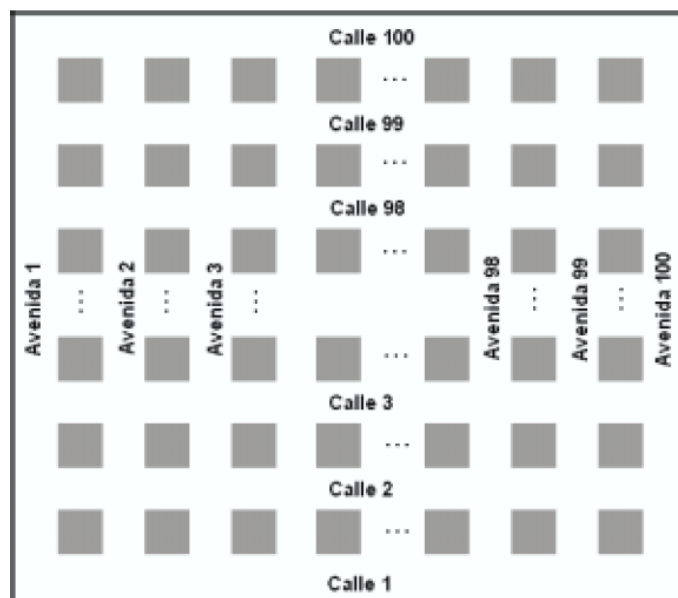 Calle 100
Calle 99
Calle 98
Avenida 1
Avenida 2
Avenida 3
Avenida 98
Avenida 99
Avenida 100
Calle 3
Calle 2
Calle 1